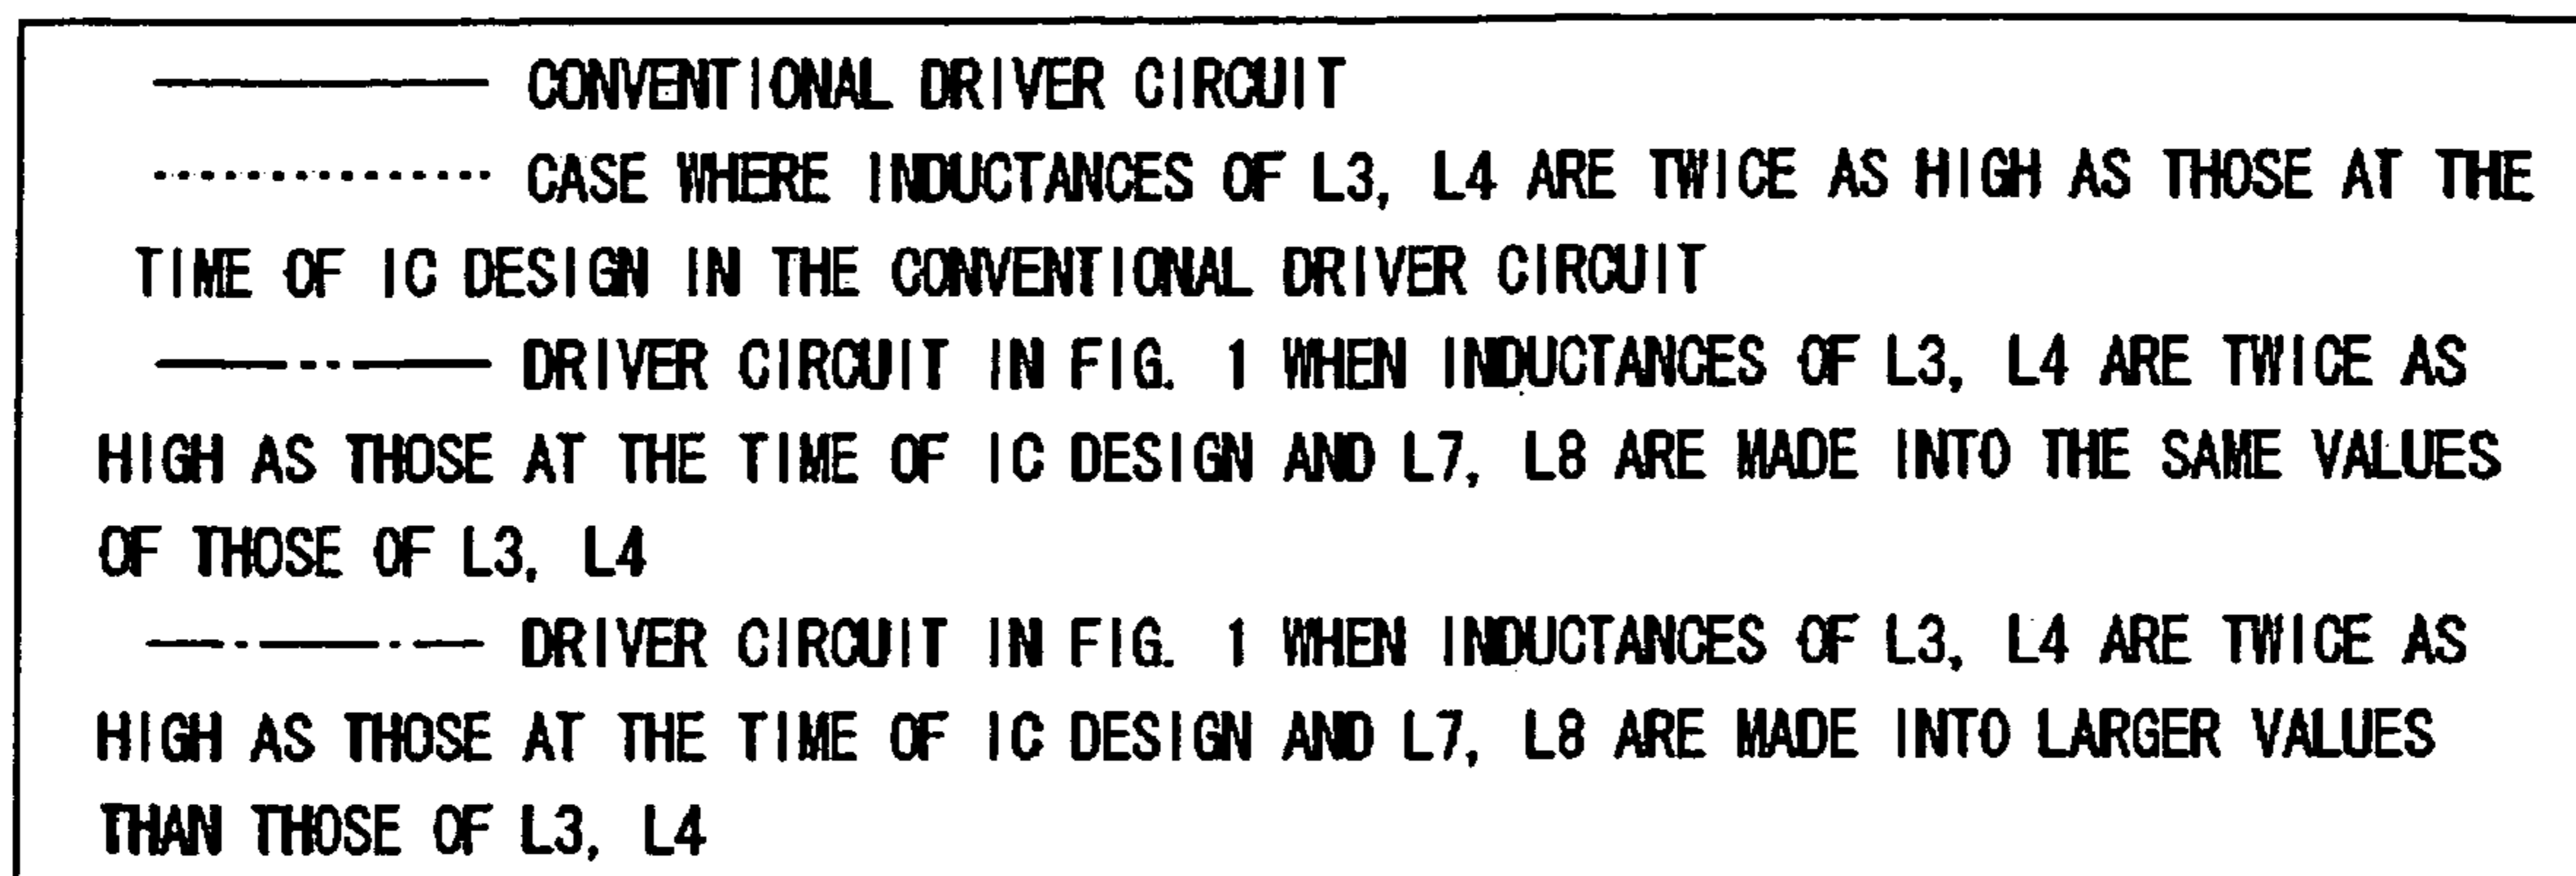 CONVENTIONAL DRIVER CIRCUIT
CASE WHERE INDUCTANCES OF L3, L4 ARE TWICE AS HIGH AS THOSE AT THE
TIME OF IC DESIGN IN THE CONVENTIONAL DRIVER CIRCUIT
DRIVER CIRCUIT IN FIG. 1 WHEN INDUCTANCES OF L3, L4 ARE TWICE AS
HIGH AS THOSE AT THE TIME OF IC DESIGN AND L7, L8 ARE MADE INTO THE SAME VALUES
OF THOSE OF L3, L4
DRIVER CIRCUIT IN FIG. 1 WHEN INDUCTANCES OF L3, L4 ARE TWICE AS
HIGH AS THOSE AT THE TIME OF IC DESIGN AND L7, L8 ARE MADE INTO LARGER VALUES
THAN THOSE OF L3, L4